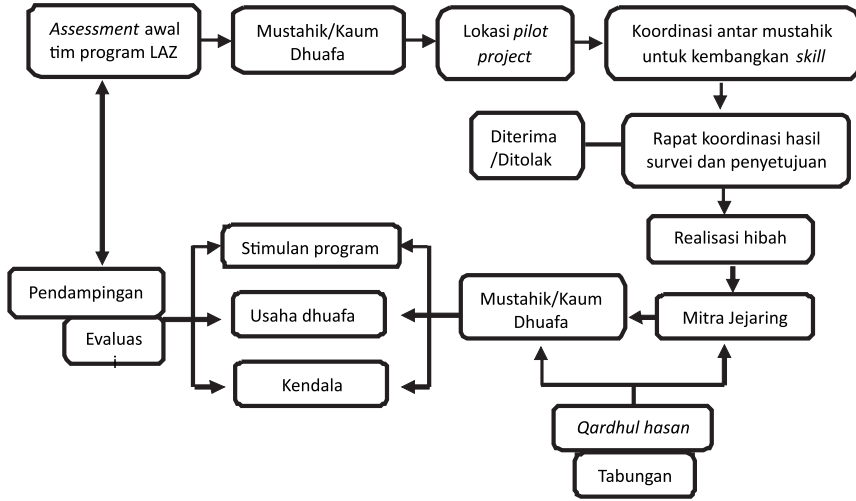 Assessment awal
tim program LAZ
Mustahik/Kaum
Dhuafa
Lokasi pilot
project
Koordinasi antar mustahik
untuk kembangkan skill
Diterima
/Ditolak
Rapat koordinasi hasil
survei dan penyetujuan
Realisasi hibah
Stimulan program
Pendampingan
Evaluas
i
Usaha dhuafa
Mustahik/Kaum
Dhuafa
Mitra Jejaring
Kendala
Qardhul hasan
Tabungan